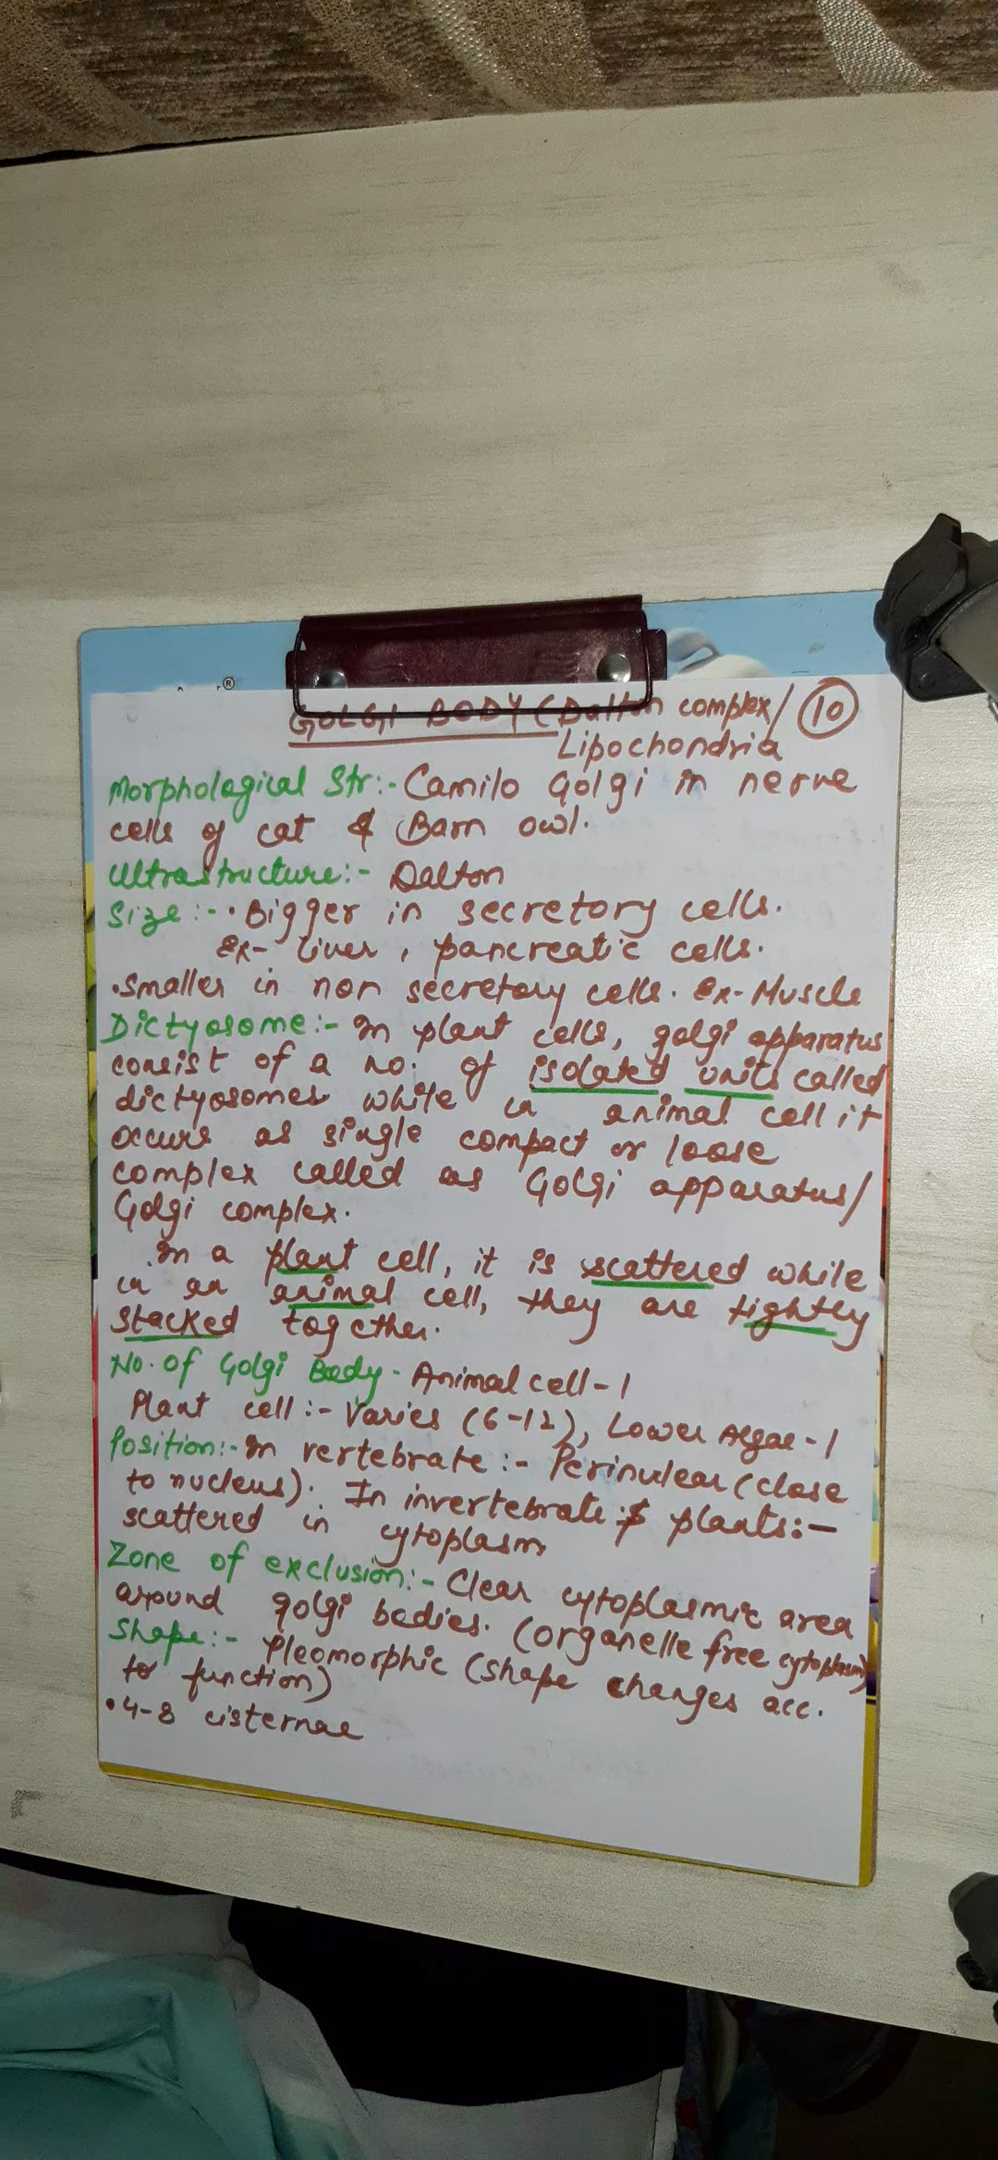 GOLGI BODY (Dalton complex/ 10
Lipochondria
Morphological Str:- Camilo Golgi in nerve
cells of cat & Barn owl.
Ultrastructure:- Dalton
Size:- • Bigger in secretory cells.
Ex- liver, pancreatic cells.
• Smaller in non secretory cells. Ex- Muscle
Dictyosome:- In plant cells, golgi apparatus
consist of a no. of isolated units called
dictyosomes while in animal cell it
occurs as single compact or loose
complex called as Golgi apparatus/
Golgi complex.
In a plant cell, it is scattered while
in an animal cell, they are tightly
stacked together.
No. of Golgi Body - Animal cell - 1
Plant cell:- Varies (6-12), Lower Algae - 1
Position:- In vertebrate:- Perinulear (close
to nucleus). In invertebrate & plants:-
scattered in cytoplasm
Zone of exclusion:- Clear cytoplasmic area
around golgi bodies. (organelle free cytoplasm)
Shape:- Pleomorphic (shape changes acc.
to function)
• 4-8 cisternae